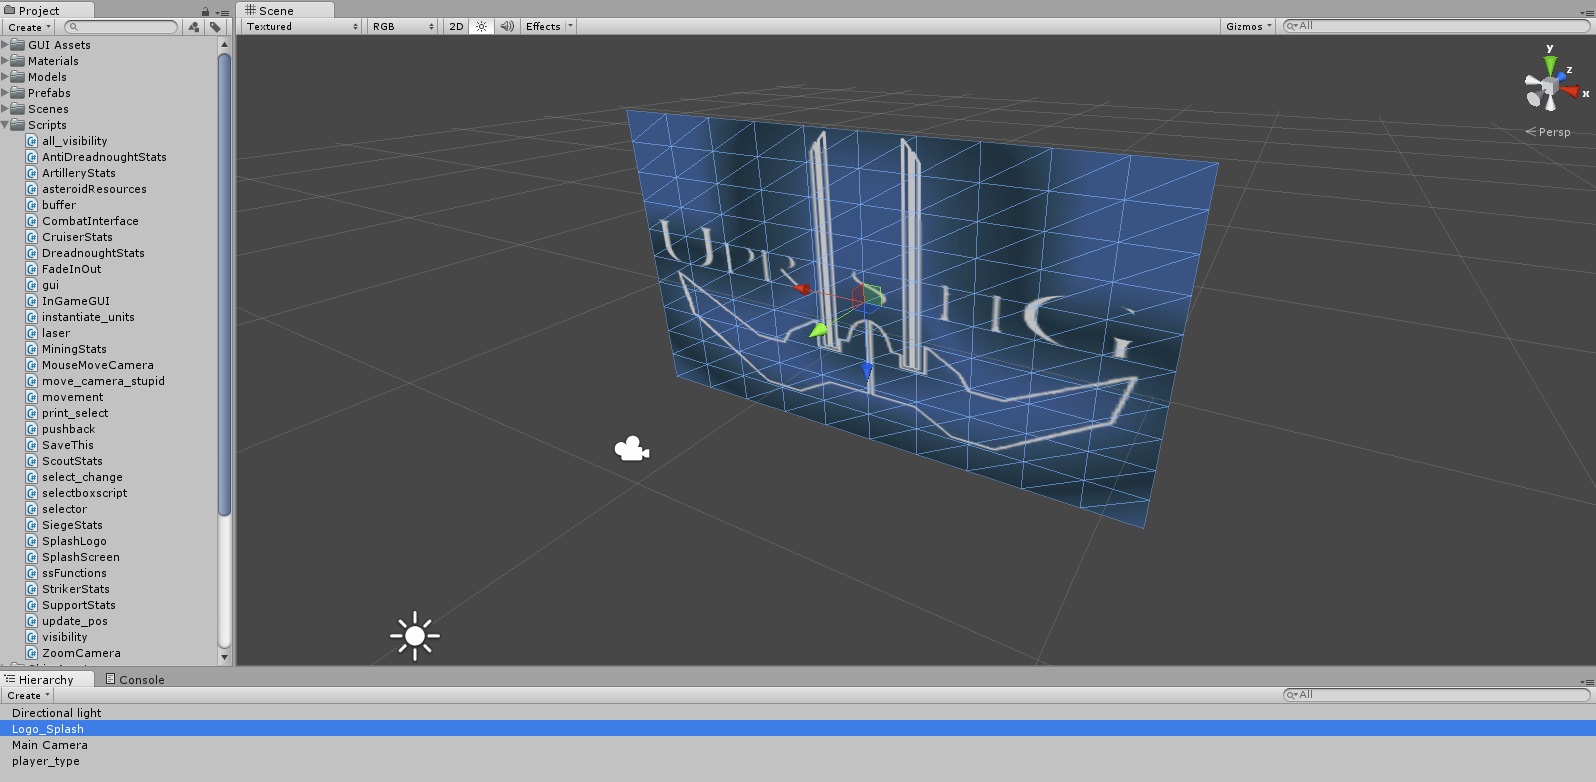 Project
Create
GUI Assets
Materials
Models
Prefabs
Scenes
Scripts
all_visibility
AntiDreadnoughtStats
ArtilleryStats
asteroidResources
buffer
CombatInterface
CruiserStats
DreadnoughtStats
FadeInOut
gui
InGameGUI
instantiate_units
laser
MiningStats
MouseMoveCamera
move_camera_stupid
movement
print_select
pushback
SaveThis
ScoutStats
select_change
selectboxscript
selector
SiegeStats
SplashLogo
SplashScreen
ssFunctions
StrikerStats
SupportStats
update_pos
visibility
ZoomCamera
Scene
Textured RGB 2D Effects Gizmos All
y
z
x
Persp
Hierarchy Console
Create All
Directional light
Logo_Splash
Main Camera
player_type